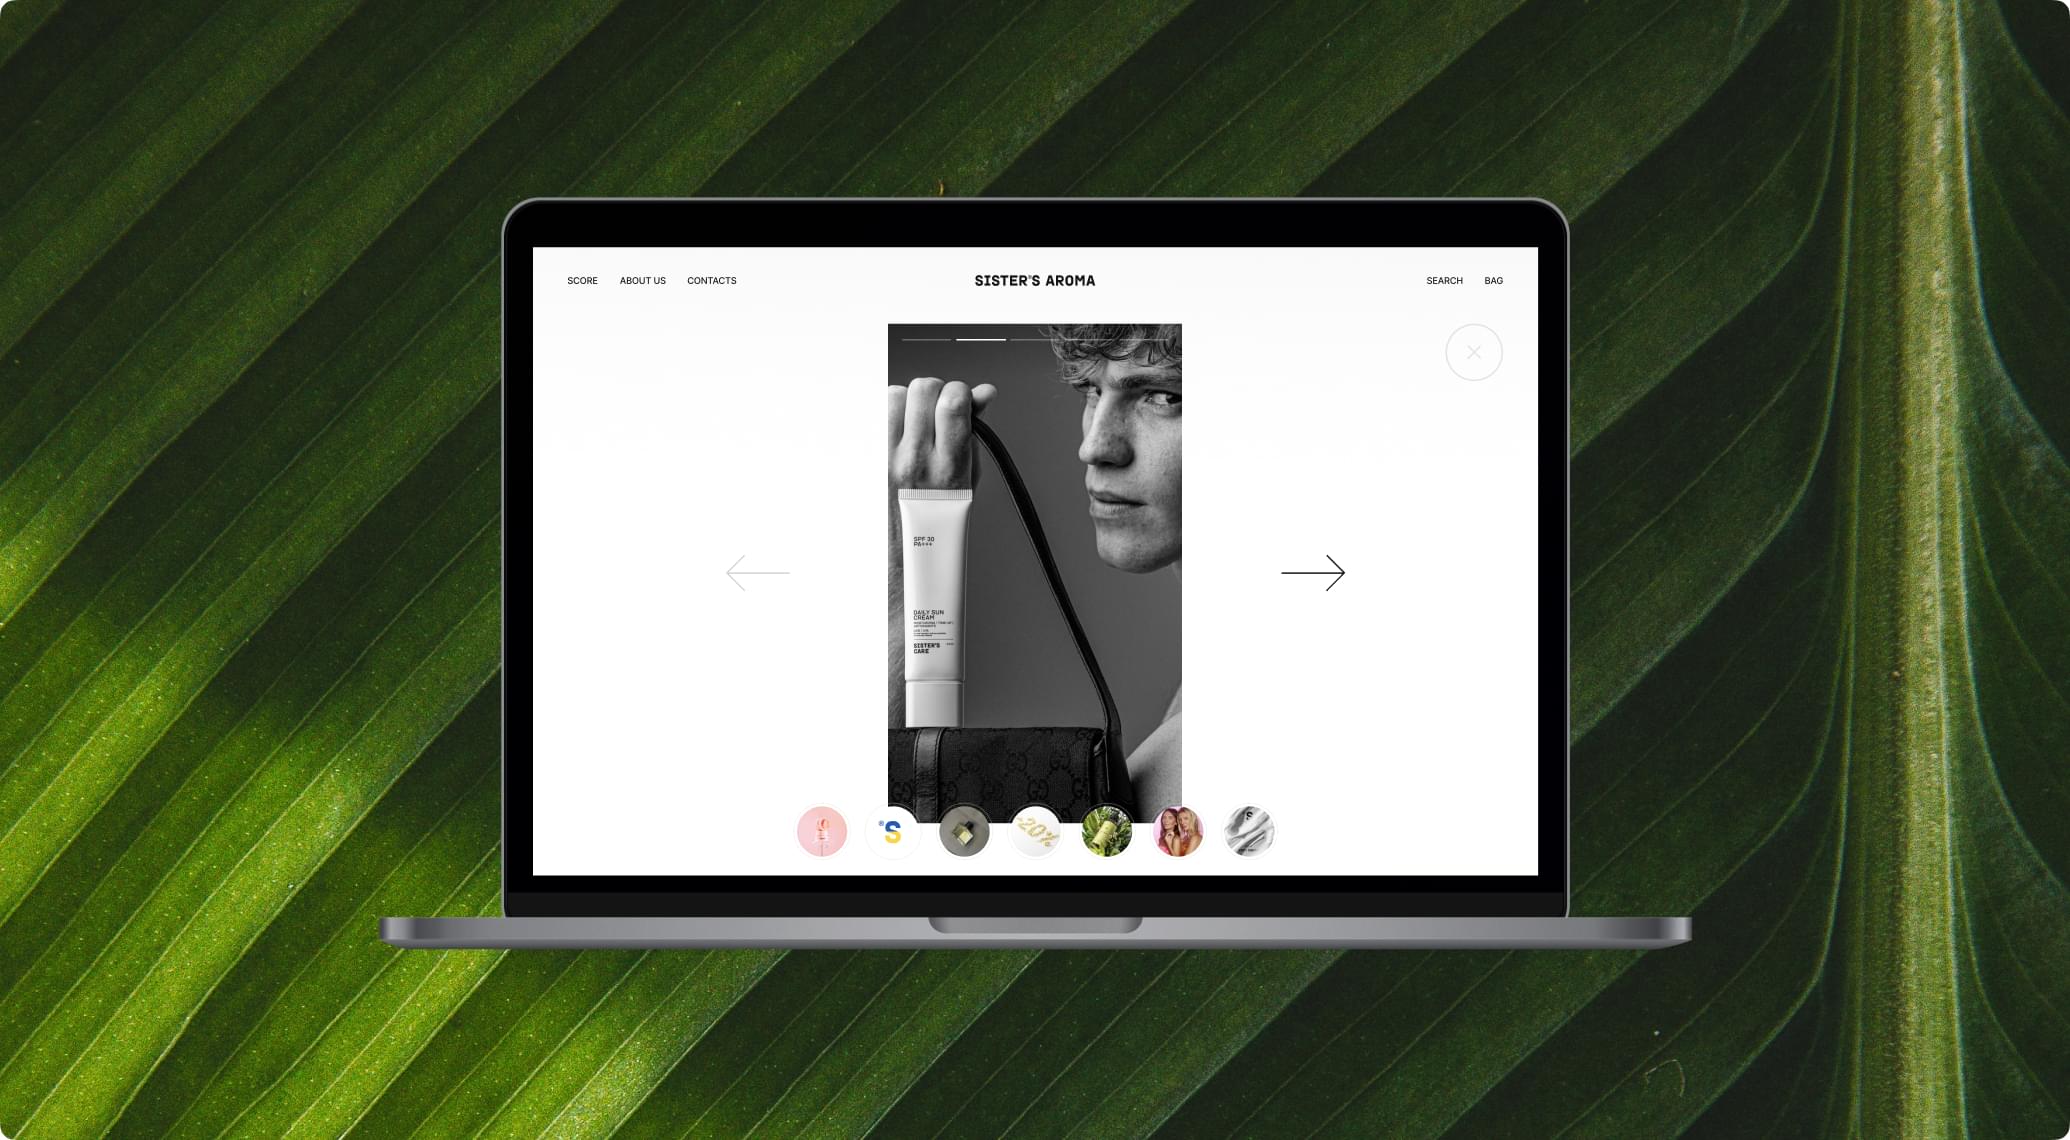 SCORE
ABOUT US
CONTACTS
SISTER'S AROMA
SEARCH
BAG
SPF 30
PA+++
DAILY SUN
CREAM
SISTER'S
CARE
®S
-20%
S